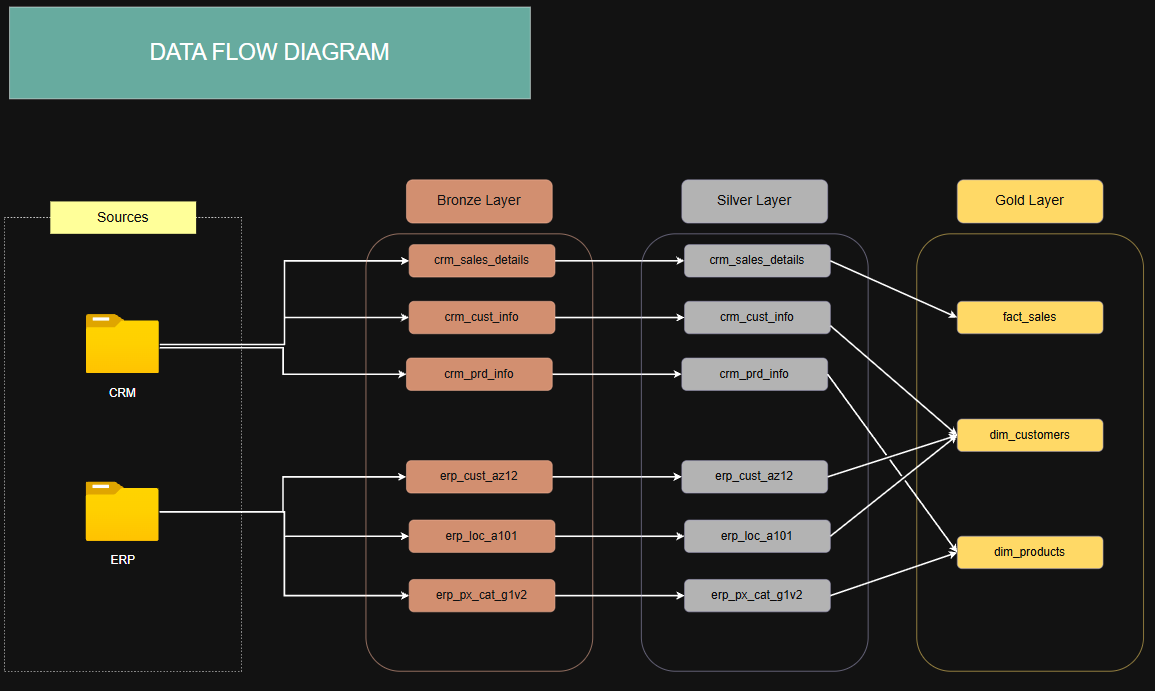 DATA FLOW DIAGRAM
Sources
Bronze Layer
Silver Layer
Gold Layer
CRM
ERP
crm_sales_details
crm_cust_info
crm_prd_info
erp_cust_az12
erp_loc_a101
erp_px_cat_g1v2
crm_sales_details
crm_cust_info
crm_prd_info
erp_cust_az12
erp_loc_a101
erp_px_cat_g1v2
fact_sales
dim_customers
dim_products